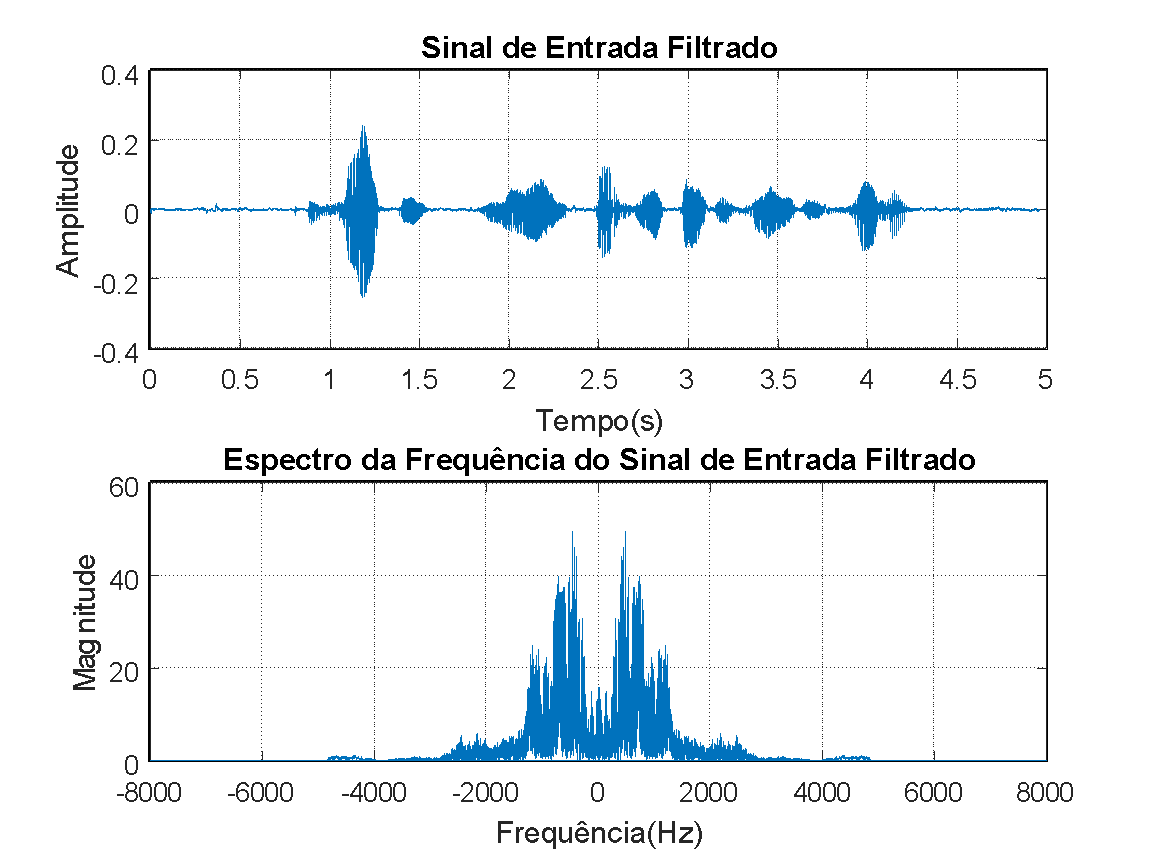 Sinal de Entrada Filtrado
0.4
0.2
0
-0.2
-0.4
Amplitude
0 0.5 1 1.5 2 2.5 3 3.5 4 4.5 5
Tempo(s)
Espectro da Frequência do Sinal de Entrada Filtrado
60
40
20
0
Magnitude
-8000 -6000 -4000 -2000 0 2000 4000 6000 8000
Frequência(Hz)